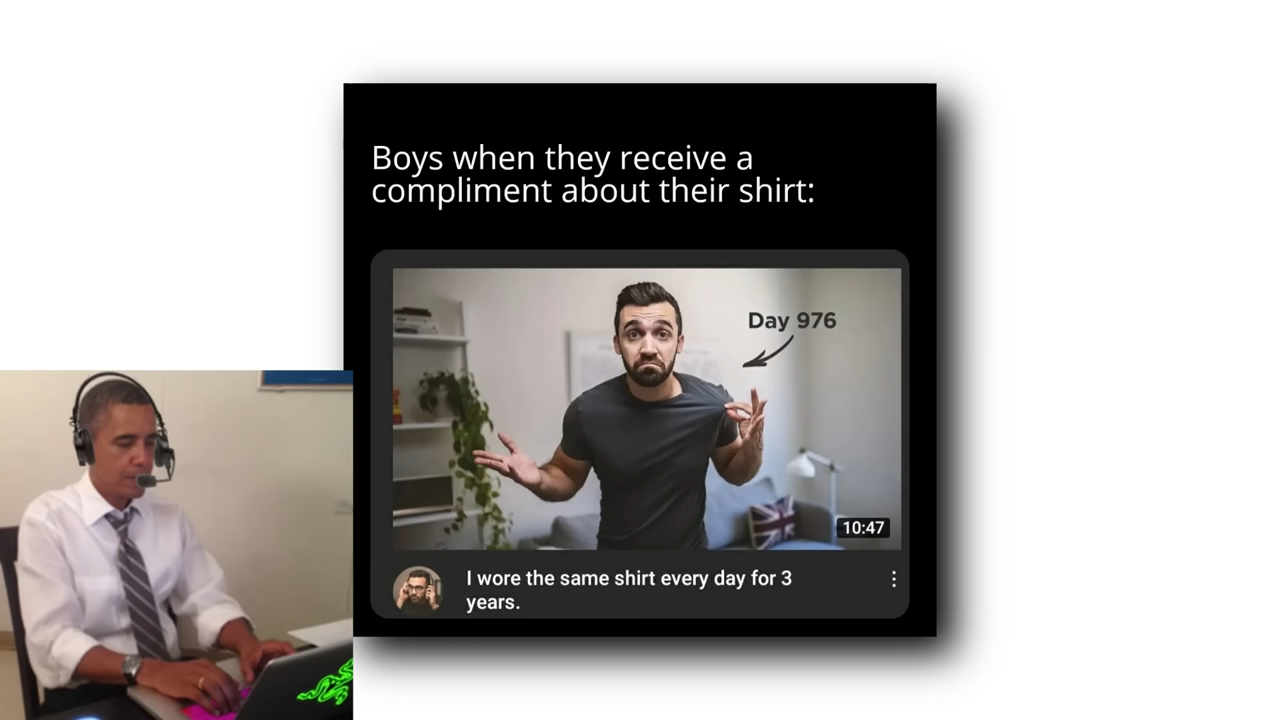 Boys when they receive a
compliment about their shirt:
Day 976
10:47
I wore the same shirt every day for 3
years.